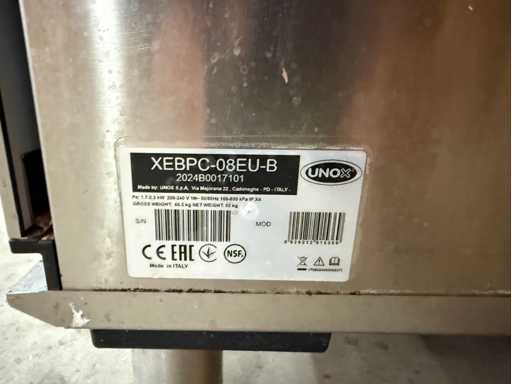 XEBPC-08EU-B
2024B0017101
Made by: UNOX S.p.A. Via Majorana 22, Cadoneghe - PD - ITALY -
UNOX
GROSS WEIGHT: NET WEIGHT:
S/N
MOD
CE EAC NSF.
Made in ITALY